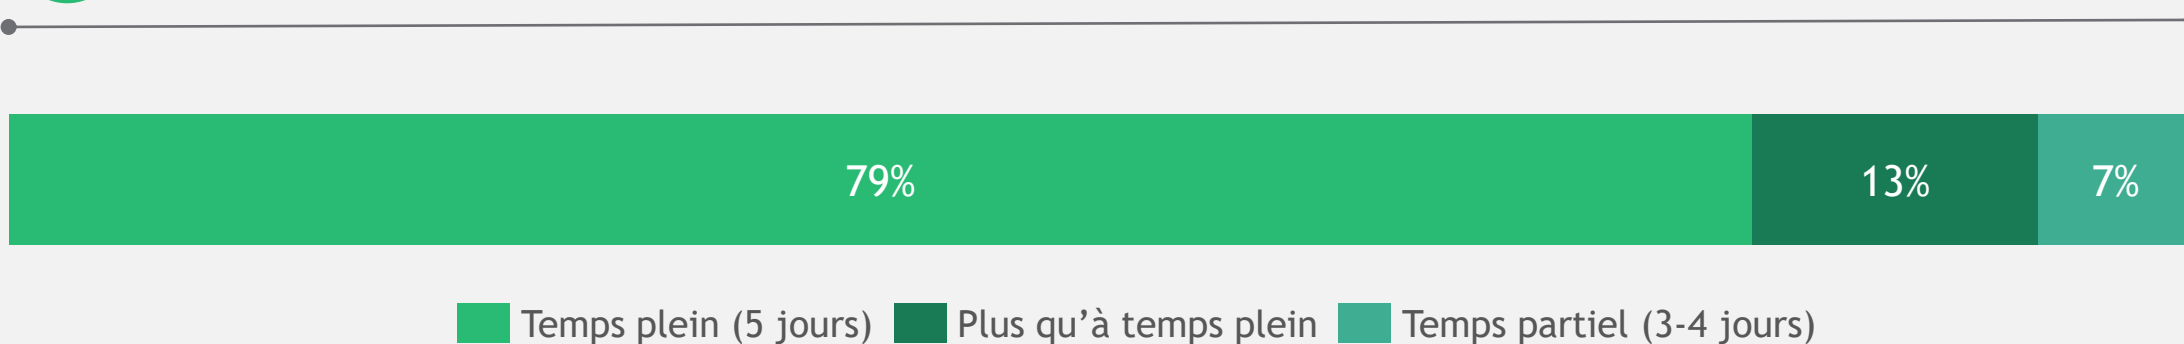 79% 13% 7%
Temps plein (5 jours) Plus qu’à temps plein Temps partiel (3-4 jours)